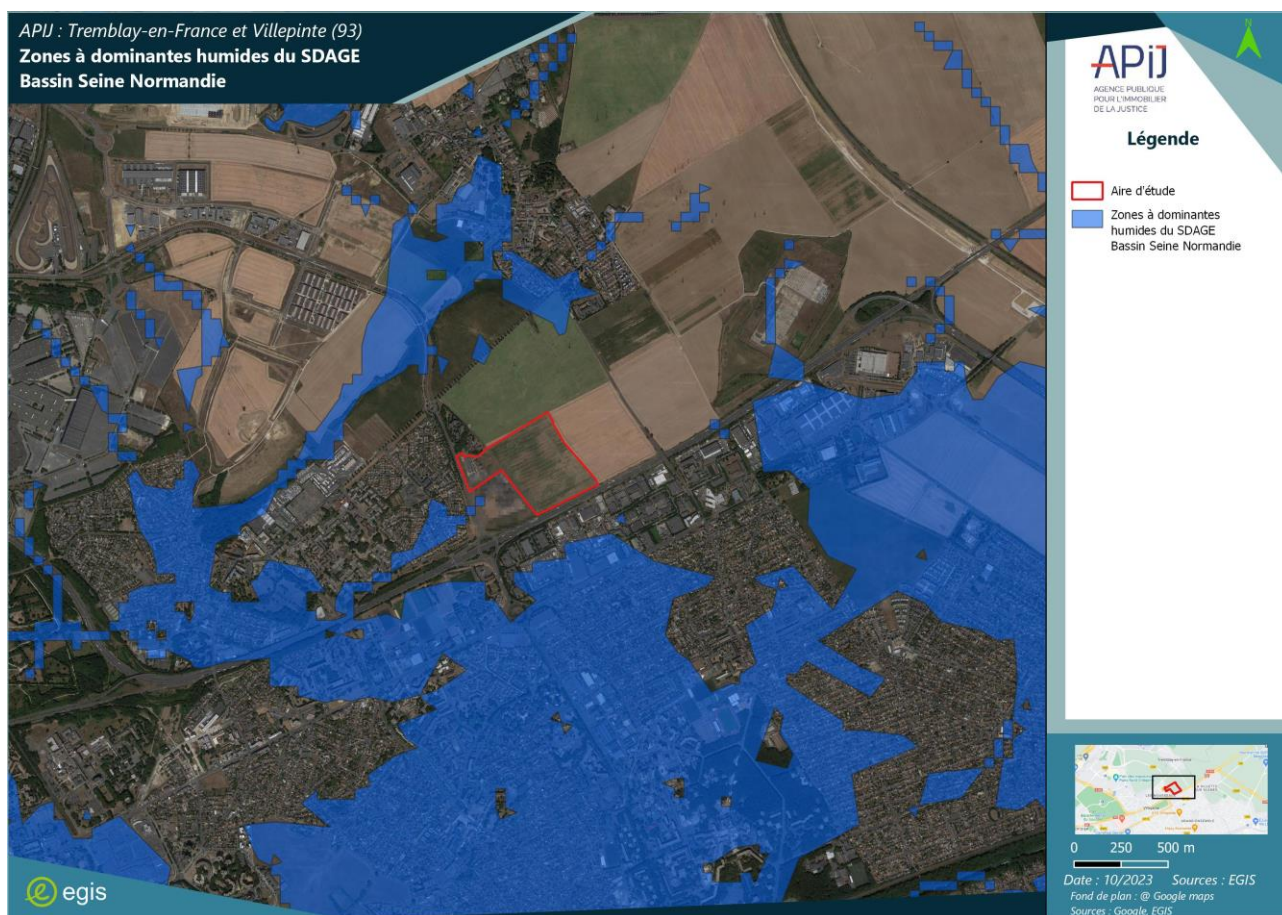 APIJ : Tremblay-en-France et Villepinte (93)
Zones à dominantes humides du SDAGE
Bassin Seine Normandie
N
APIJ
AGENCE PUBLIQUE
POUR L'IMMOBILIER
DE LA JUSTICE
Légende
Aire d'étude
Zones à dominantes
humides du SDAGE
Bassin Seine Normandie
0 250 500 m
Date : 10/2023 Sources : EGIS
Fond de plan : @ Google maps
Sources : Google, EGIS
egis